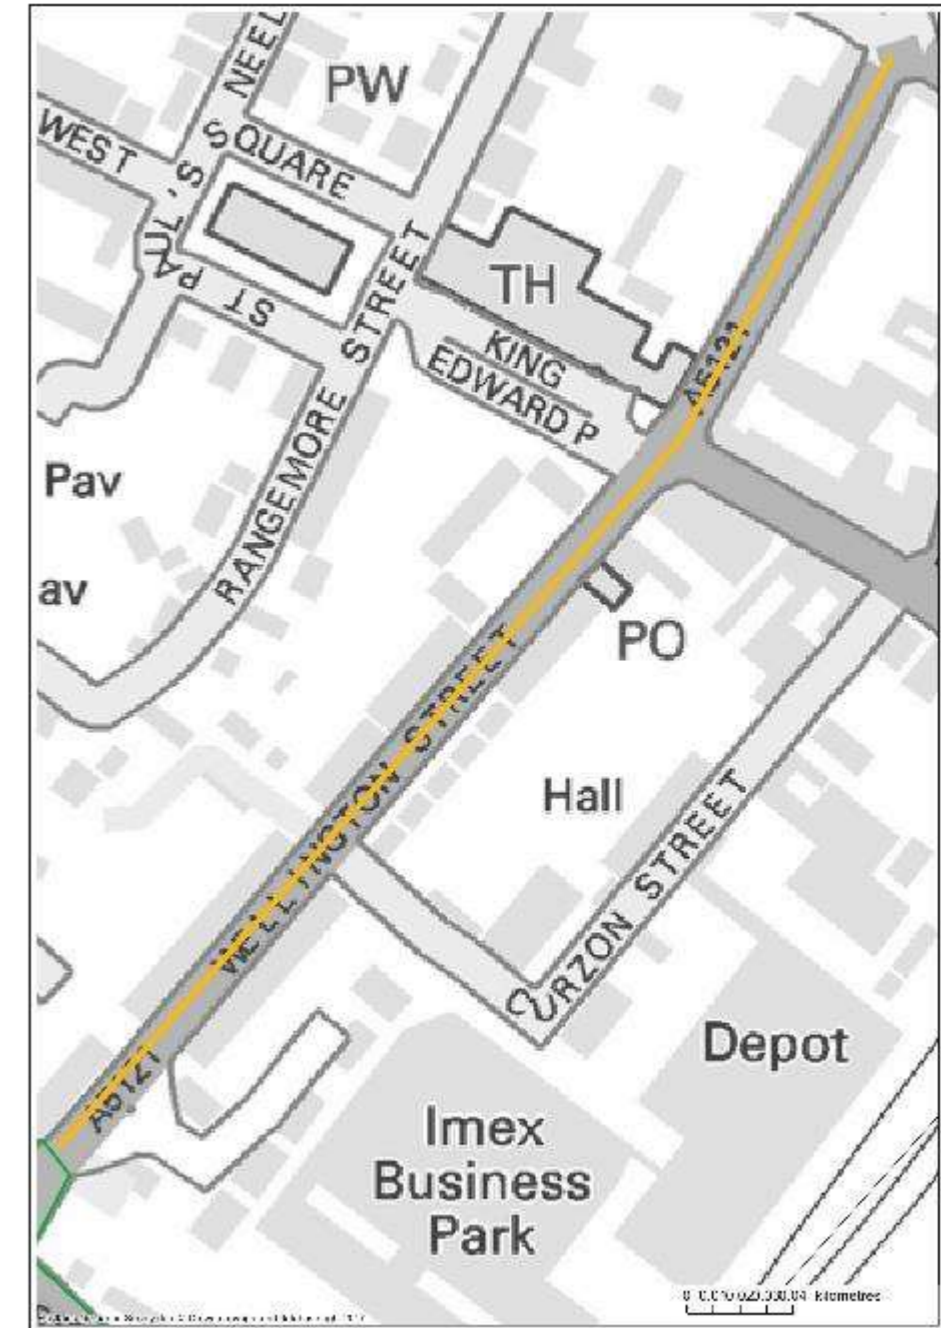 NEEL
PW
WEST
ST PAUL'S SQUARE
TH
KING
EDWARD P
A5121
RANGEMORE STREET
Pav
av
PO
WELLINGTON STREET
Hall
CURZON STREET
Depot
A5121
Imex
Business
Park
kilometres